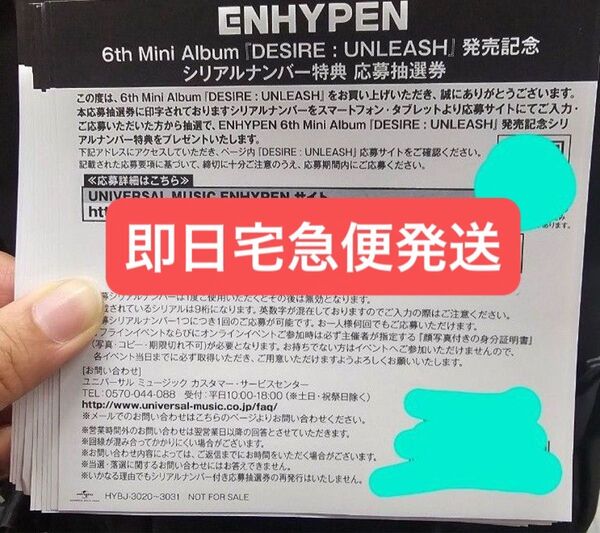 ENHYPEN
6th Mini Album『DESIRE : UNLEASH』発売記念
シリアルナンバー特典 応募抽選券
この度は、6th Mini Album『DESIRE : UNLEASH』をお買い上げいただき、誠にありがとうございます。
本応募抽選券に印字されておりますシリアルナンバーをスマートフォン・タブレットより応募サイトにてご入力・
ご応募いただいた方から抽選で、ENHYPEN 6th Mini Album『DESIRE : UNLEASH』発売記念シリ
アルナンバー特典をプレゼントいたします。
下記アドレスにアクセスしていただき、ページ内『DESIRE : UNLEASH』応募サイトをご確認ください。
記載された応募要項に基づいて、締切に十分ご注意のうえ、応募期間内にご応募ください。
≪応募詳細はこちら≫
UNIVERSAL MUSIC ENHYPEN サイト
htt
即日宅急便発送
募シリアルナンバーは1度ご使用いただくとその後は無効となります。
載されているシリアルは9桁になります。英数字が混在しておりますのでご入力の際はご注意ください。
募シリアルナンバー1つにつき1回のご応募が可能です。お一人様何回でもご応募いただけます。
フラインイベントならびにオンラインイベントご参加時は必ず主催者が指定する『顔写真付きの身分証明書』
(写真・コピー・期限切れ不可)が必要となります。お持ちでない方はイベントへご参加いただけませんので、
各イベント当日までに必ず取得いただき、ご用意いただけますようよろしくお願いいたします。
[お問い合わせ]
ユニバーサル ミュージック カスタマー・サービスセンター
TEL:0570-044-088 受付:平日10:00-18:00(※土日・祝祭日除く)
http://www.universal-music.co.jp/faq/
※メールでのお問い合わせはこちらのページよりお問い合わせください。
※営業時間外のお問い合わせは翌営業日以降の回答とさせていただきます。
※回線が混み合ってかかりにくい場合がございます。
※お問い合わせ内容によっては、ご返信までにお時間をいただく場合がございます。
※当選・落選に関するお問い合わせにはお答えできません。
※いかなる理由でもシリアルナンバー付き応募抽選券の再発行はいたしません。
HYBJ-3020~3031 NOT FOR SALE